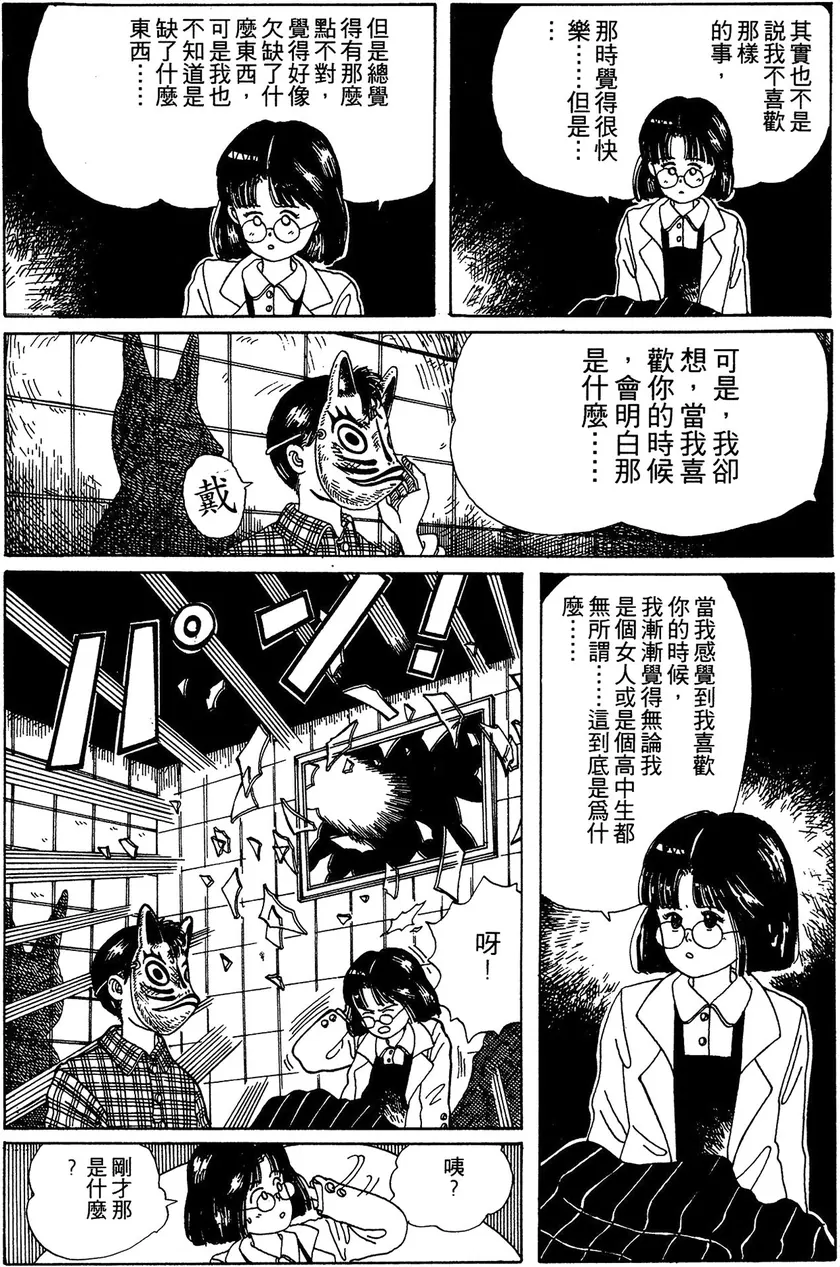 其實也不是
說我不喜歡
那樣
的事，
那時覺得很快
樂……但是…
但是總覺
得有那麼
點不對，
覺得好像
欠缺了什
麼東西，
可是我也
不知道是
缺了什麼
東西……
可是，我卻
想，當我喜
歡你的時候
，會明白那
是什麼……
戴
當我感覺到我喜歡
你的時候，
我漸漸覺得無論我
是個女人或是個高中生都
無所謂……這到底是爲什
麼……
パーン！
呀！
咦？
剛才那
是什麼
？